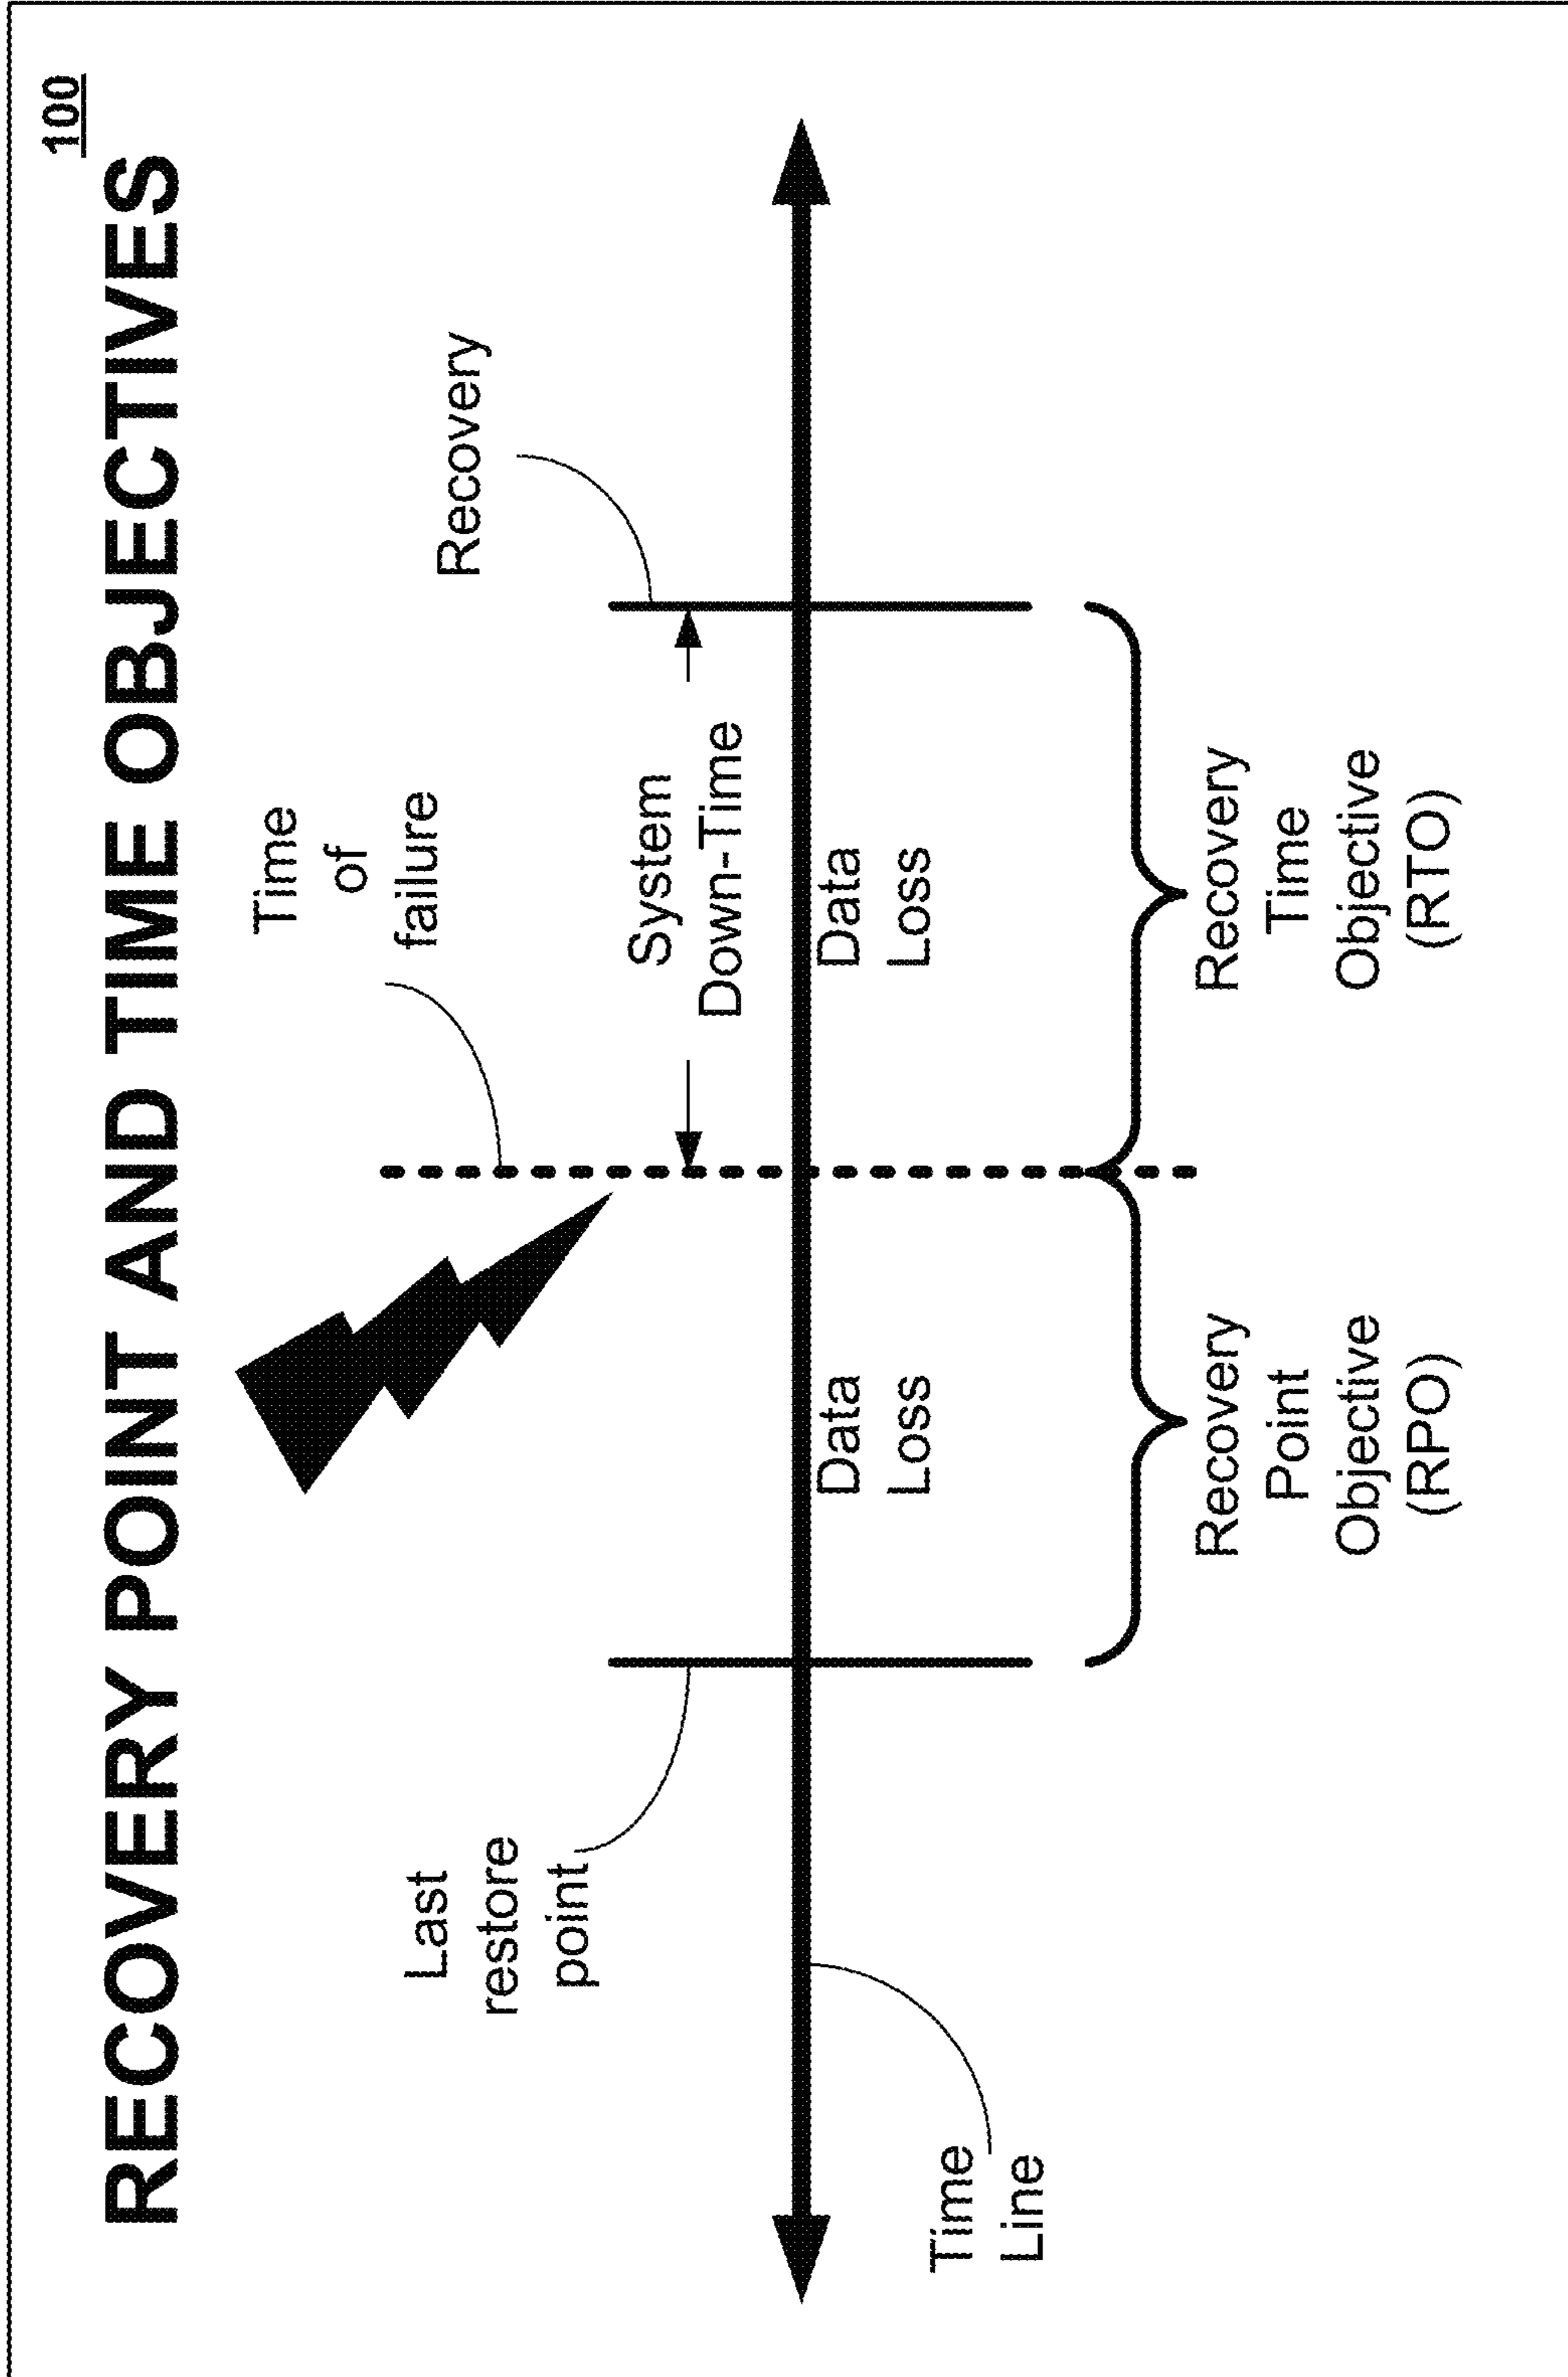 100
RECOVERY POINT AND TIME OBJECTIVES
Time
of
failure
Recovery
Last
restore
point
System
Down-Time
Data
Loss
Data
Loss
Time
Line
Recovery
Point
Objective
(RPO)
Recovery
Time
Objective
(RTO)